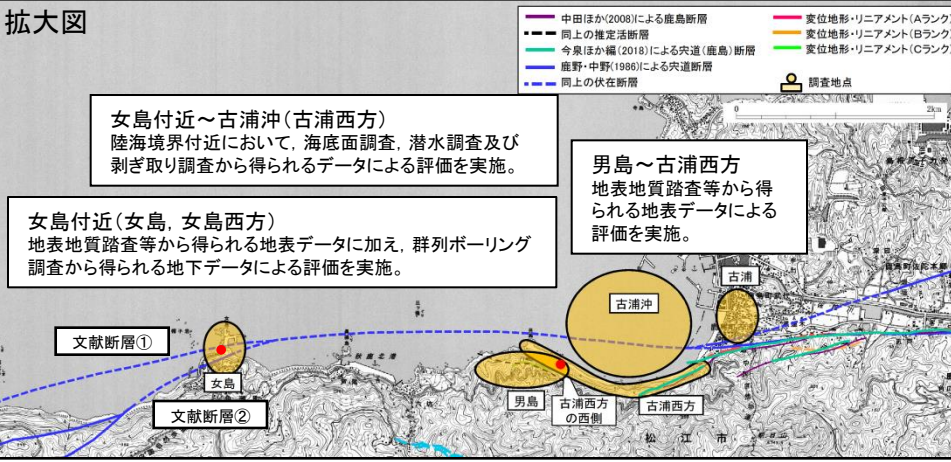 拡大図
中田ほか(2008)による鹿島断層
同上の推定活断層
今泉ほか編(2018)による宍道(鹿島)断層
鹿野・中野(1986)による宍道断層
同上の伏在断層
変位地形・リニアメント(Aランク)
変位地形・リニアメント(Bランク)
変位地形・リニアメント(Cランク)
調査地点
0
2km
女島付近～古浦沖(古浦西方)
陸海境界付近において，海底面調査，潜水調査及び
剥ぎ取り調査から得られるデータによる評価を実施。
男島～古浦西方
地表地質踏査等から得
られる地表データによる
評価を実施。
女島付近(女島，女島西方)
地表地質踏査等から得られる地表データに加え，群列ボーリング
調査から得られる地下データによる評価を実施。
古浦沖
古浦
文献断層①
女島
文献断層②
男島
古浦西方
の西側
古浦西方
松江市